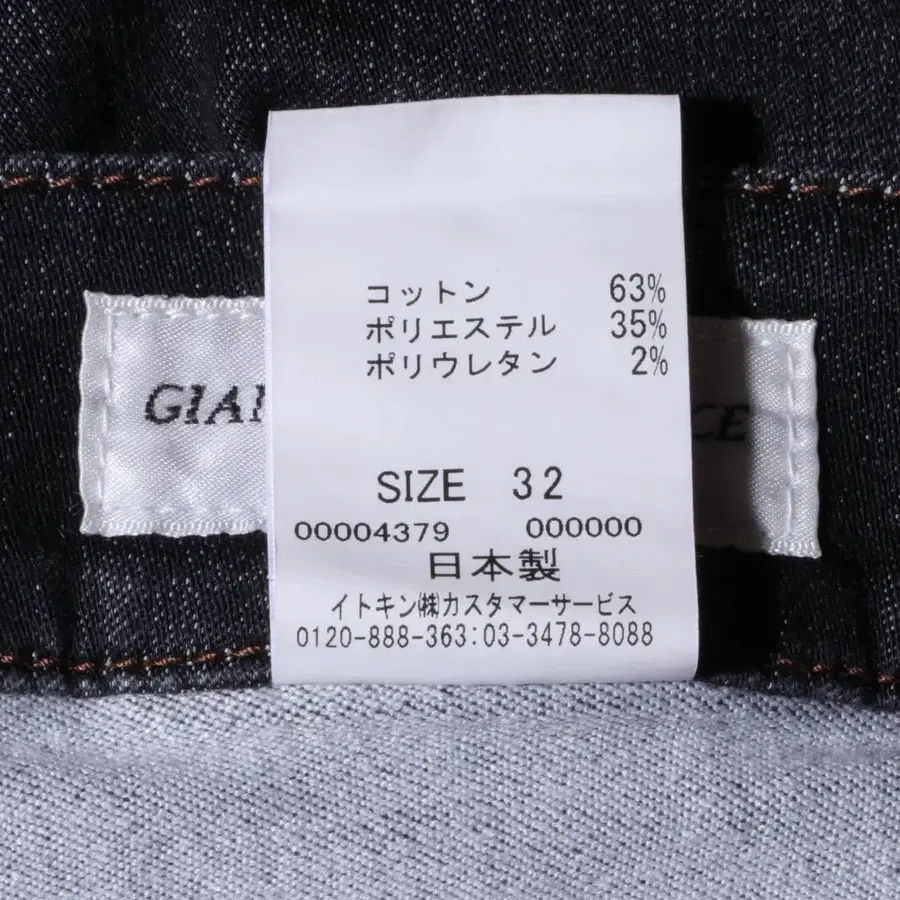 コットン 63%
ポリエステル 35%
ポリウレタン 2%
SIZE 32
00004379 000000
日本製
イトキン㈱カスタマーサービス
0120-888-363:03-3478-8088